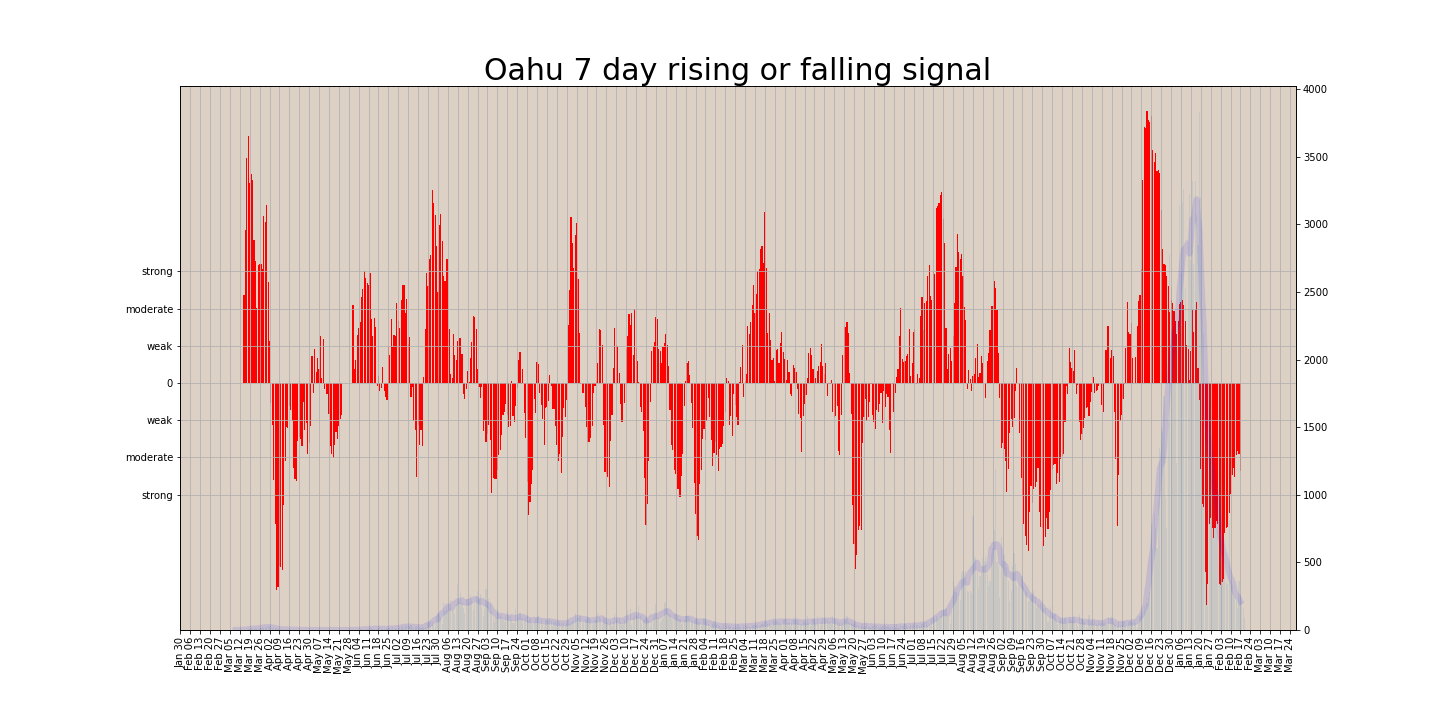 Oahu 7 day rising or falling signal
strong
moderate
weak
0
weak
moderate
strong
4000
3500
3000
2500
2000
1500
1000
500
0
Jan 30
Feb 06
Feb 13
Feb 20
Feb 27
Mar 05
Mar 12
Mar 19
Mar 26
Apr 02
Apr 09
Apr 16
Apr 23
Apr 30
May 07
May 14
May 21
May 28
Jun 04
Jun 11
Jun 18
Jun 25
Jul 02
Jul 09
Jul 16
Jul 23
Jul 30
Aug 06
Aug 13
Aug 20
Aug 27
Sep 03
Sep 10
Sep 17
Sep 24
Oct 01
Oct 08
Oct 15
Oct 22
Oct 29
Nov 05
Nov 12
Nov 19
Nov 26
Dec 03
Dec 10
Dec 17
Dec 24
Dec 31
Jan 07
Jan 14
Jan 21
Jan 28
Feb 04
Feb 11
Feb 18
Feb 25
Mar 04
Mar 11
Mar 18
Mar 25
Apr 01
Apr 08
Apr 15
Apr 22
Apr 29
May 06
May 13
May 20
May 27
Jun 03
Jun 10
Jun 17
Jun 24
Jul 01
Jul 08
Jul 15
Jul 22
Jul 29
Aug 05
Aug 12
Aug 19
Aug 26
Sep 02
Sep 09
Sep 16
Sep 23
Sep 30
Oct 07
Oct 14
Oct 21
Oct 28
Nov 04
Nov 11
Nov 18
Nov 25
Dec 02
Dec 09
Dec 16
Dec 23
Dec 30
Jan 06
Jan 13
Jan 20
Jan 27
Feb 03
Feb 10
Feb 17
Feb 24
Mar 03
Mar 10
Mar 17
Mar 24